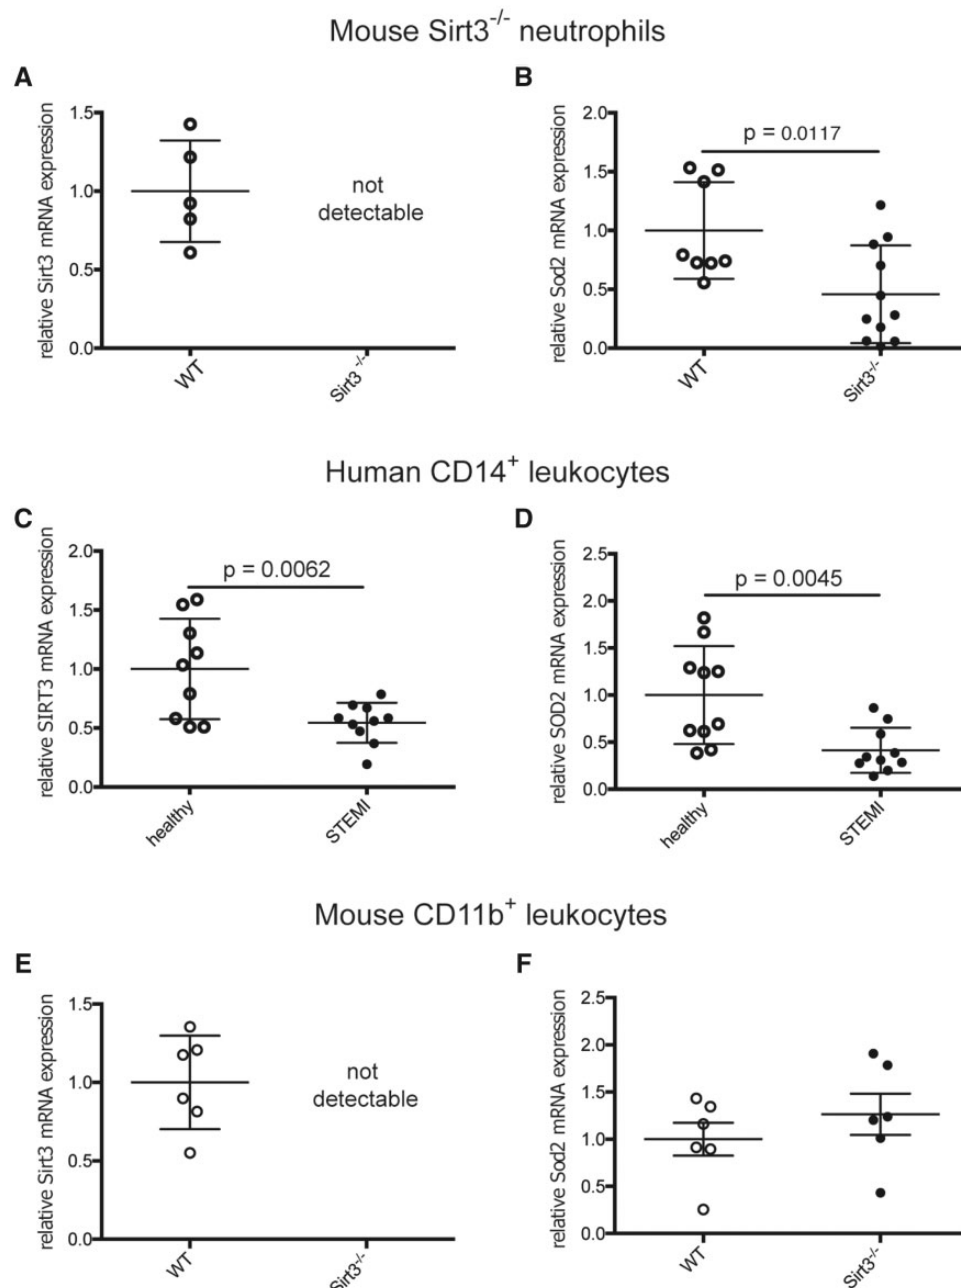 Mouse Sirt3-/- neutrophils
A
relative Sirt3 mRNA expression
1.5
1.0
0.5
0.0
not
detectable
WT
Sirt3-/-
B
relative Sod2 mRNA expression
2.0
1.5
1.0
0.5
0.0
p = 0.0117
WT
Sirt3-/-
Human CD14+ leukocytes
C
relative SIRT3 mRNA expression
2.0
1.5
1.0
0.5
0.0
p = 0.0062
healthy
STEMI
D
relative SOD2 mRNA expression
2.5
2.0
1.5
1.0
0.5
0.0
p = 0.0045
healthy
STEMI
Mouse CD11b+ leukocytes
E
relative Sirt3 mRNA expression
1.5
1.0
0.5
0.0
not
detectable
WT
Sirt3-/-
F
relative Sod2 mRNA expression
2.5
2.0
1.5
1.0
0.5
0.0
WT
Sirt3-/-